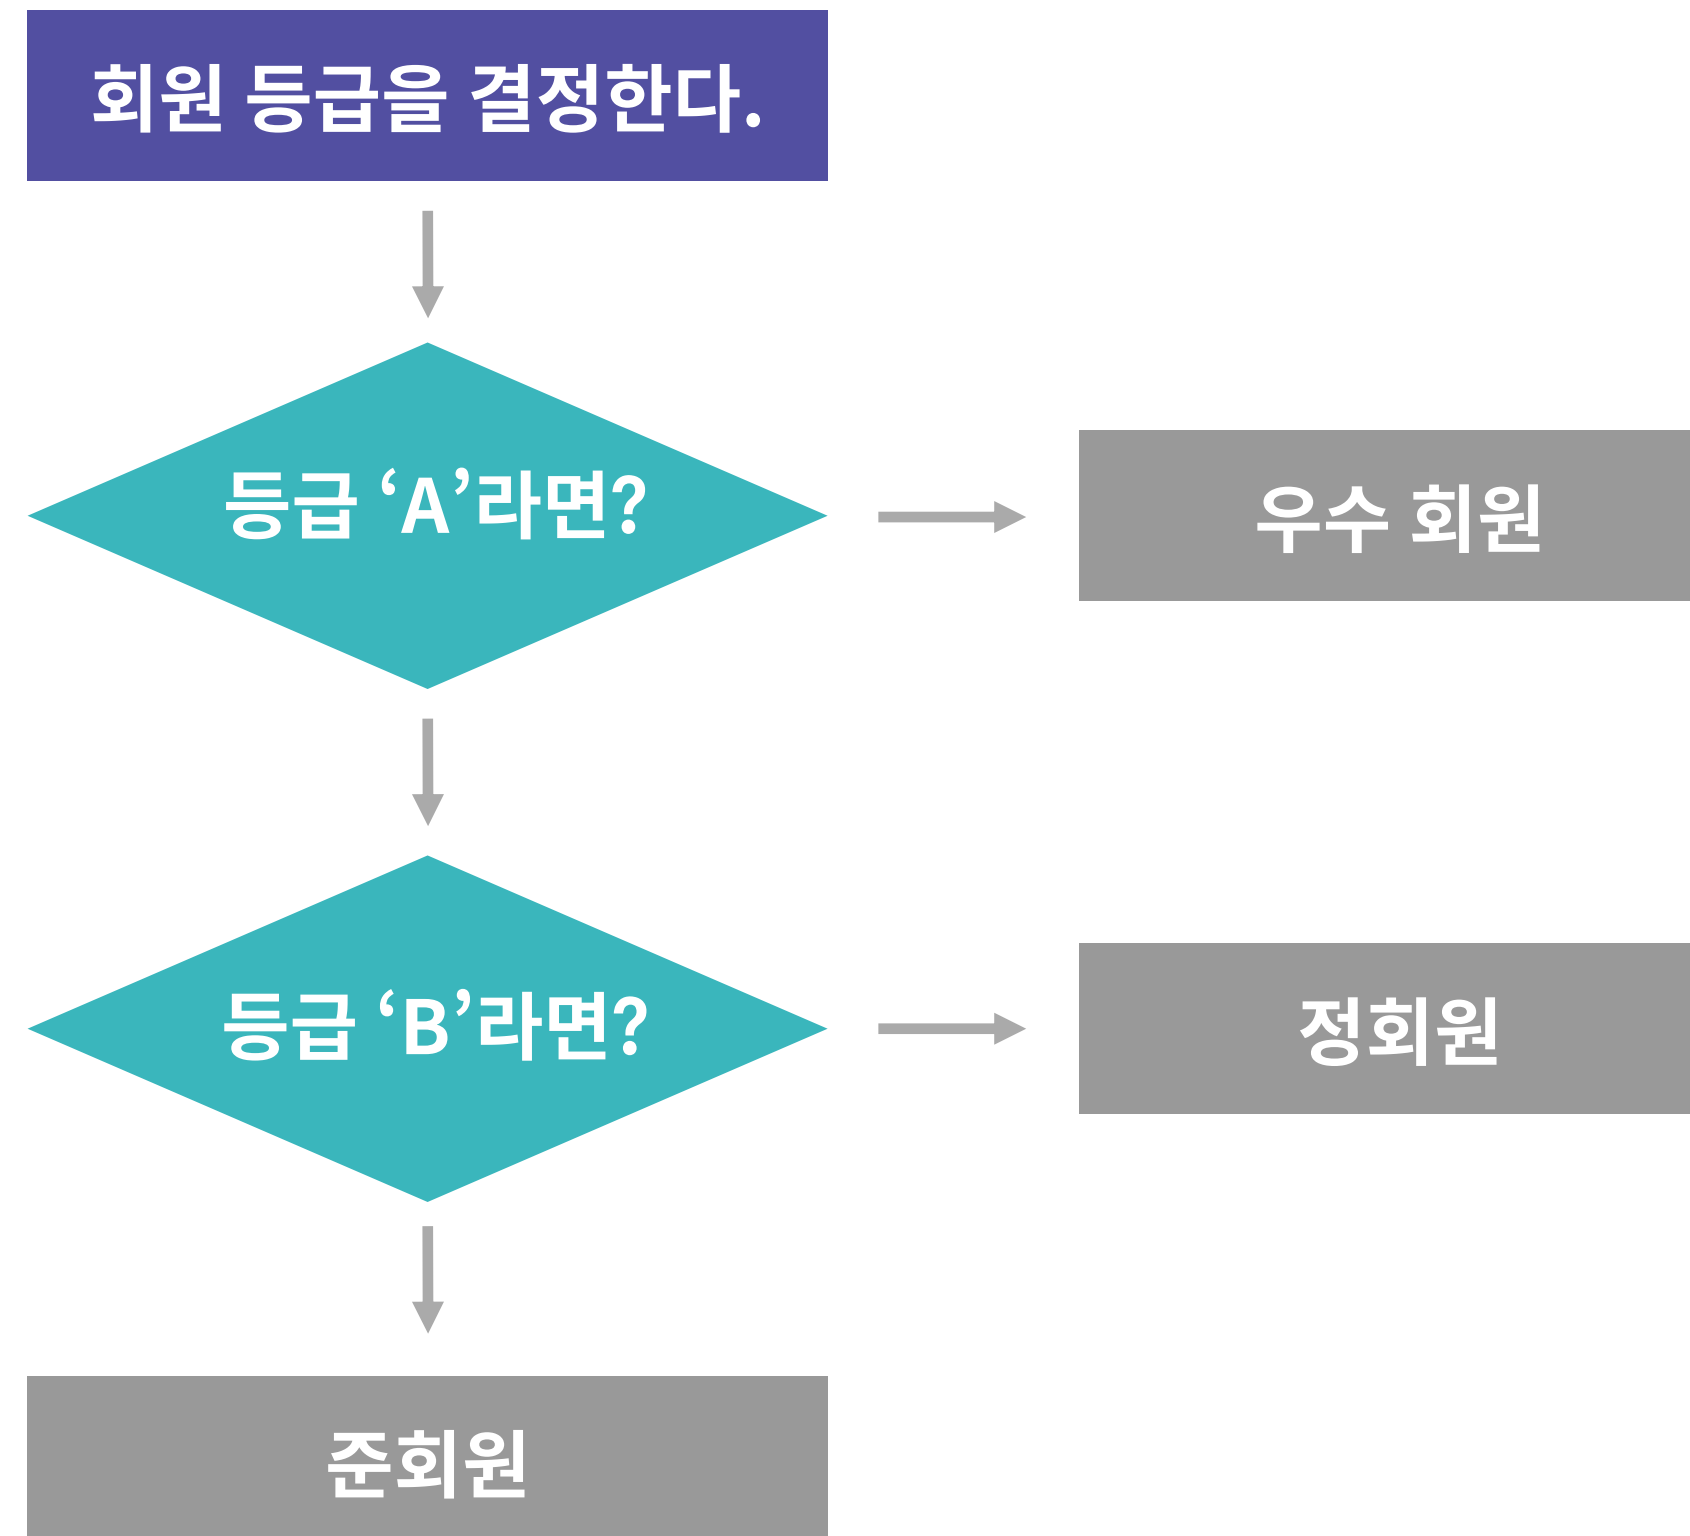 회원 등급을 결정한다.
등급 ‘A’라면?
우수 회원
등급 ‘B’라면?
정회원
준회원